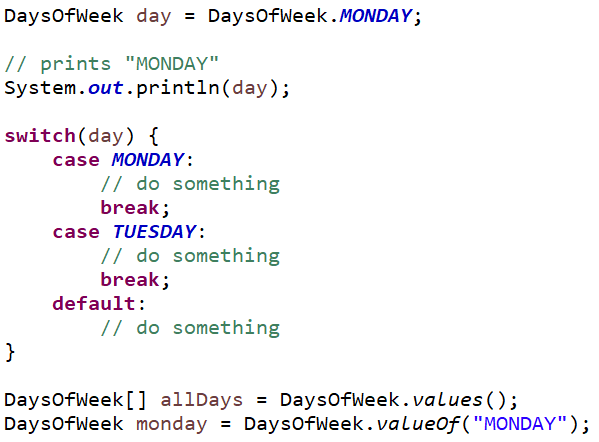 DaysOfWeek day = DaysOfWeek.MONDAY;

// prints "MONDAY"
System.out.println(day);

switch(day) {
    case MONDAY:
        // do something
        break;
    case TUESDAY:
        // do something
        break;
    default:
        // do something
}

DaysOfWeek[] allDays = DaysOfWeek.values();
DaysOfWeek monday = DaysOfWeek.valueOf("MONDAY");